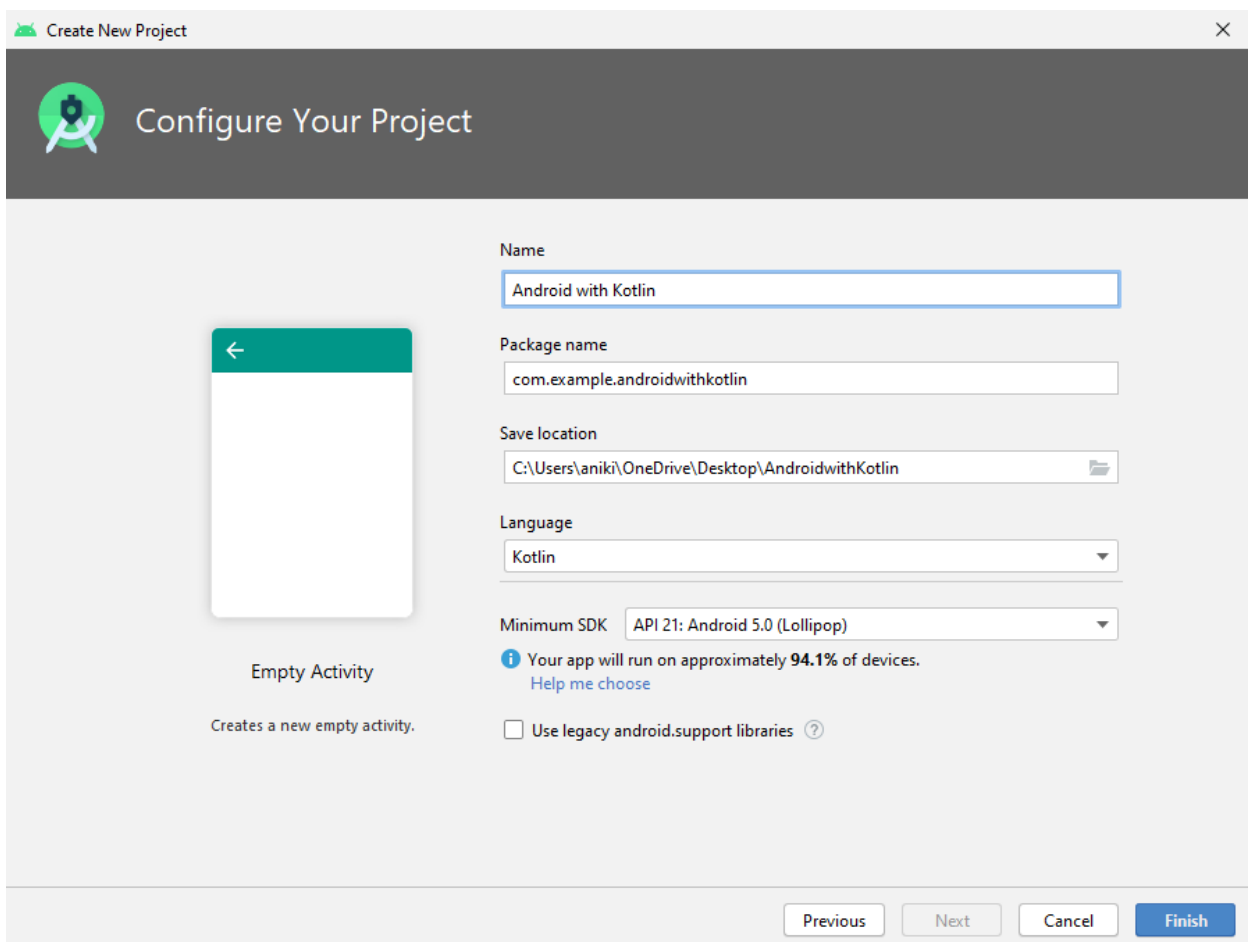 Create New Project
Configure Your Project
Name
Android with Kotlin
Package name
com.example.androidwithkotlin
Save location
C:\Users\aniki\OneDrive\Desktop\AndroidwithKotlin
Language
Kotlin
Minimum SDK API 21: Android 5.0 (Lollipop)
Your app will run on approximately 94.1% of devices.
Help me choose
Use legacy android.support libraries ?
Empty Activity
Creates a new empty activity.
Previous Next Cancel Finish